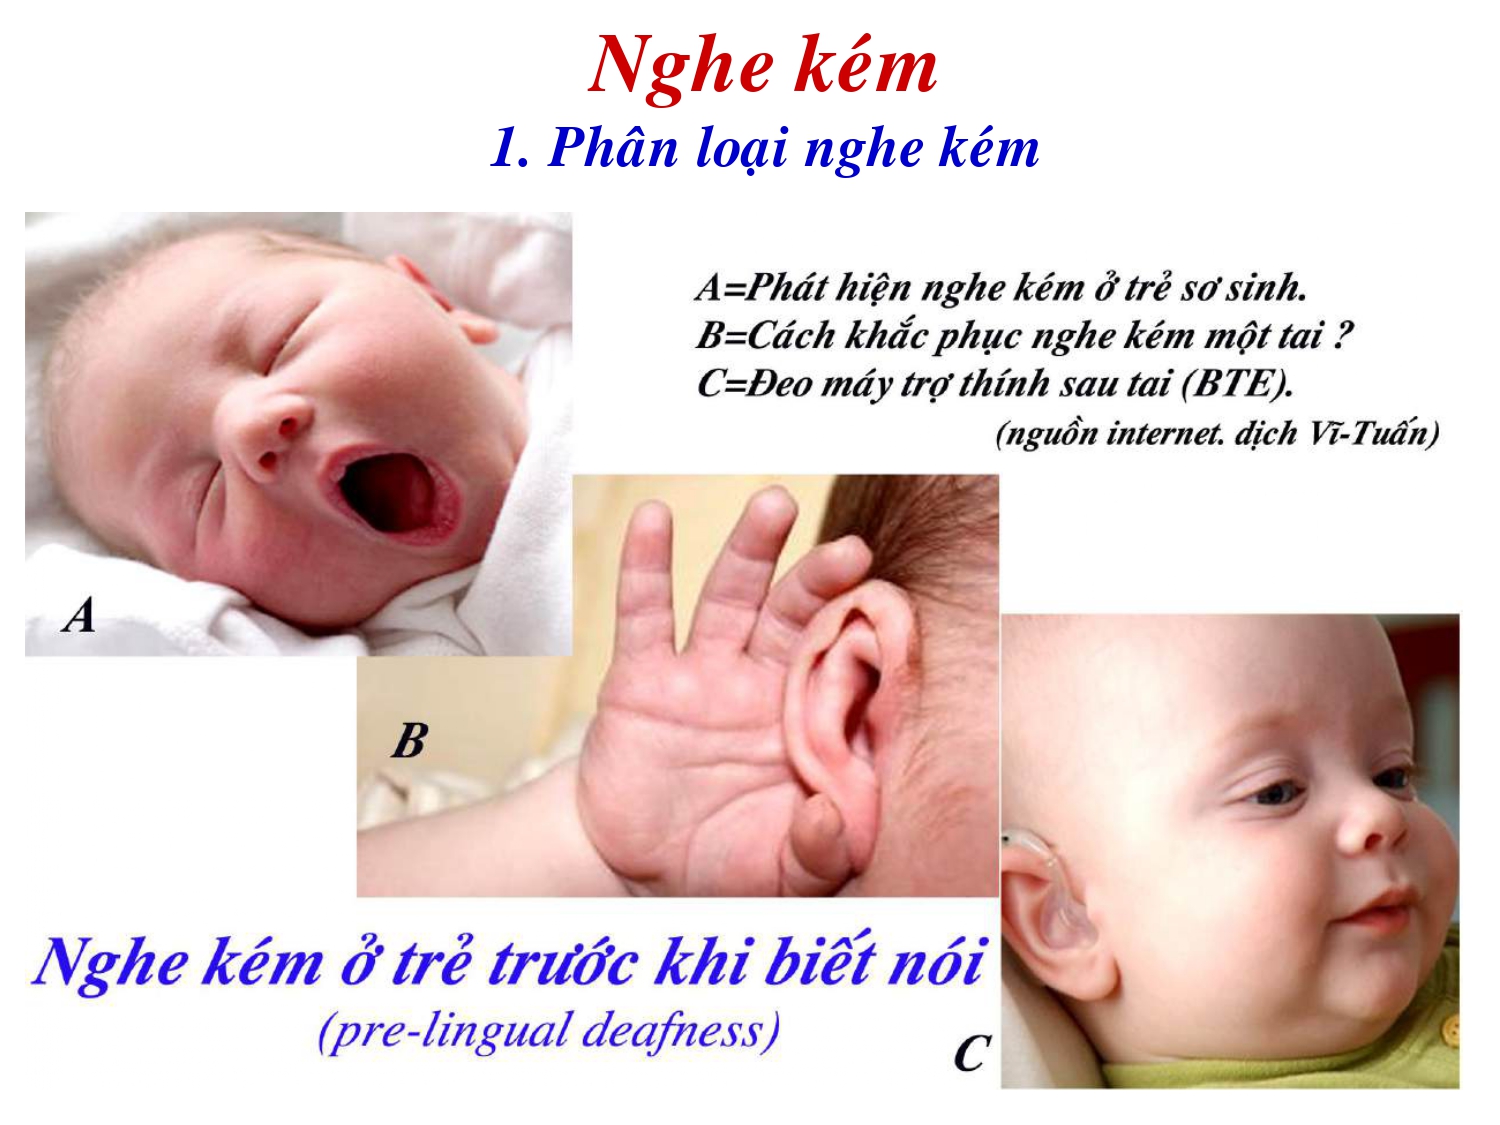 Nghe kém
1. Phân loại nghe kém
A=Phát hiện nghe kém ở trẻ sơ sinh.
B=Cách khắc phục nghe kém một tai ?
C=Đeo máy trợ thính sau tai (BTE).
(nguồn internet. dịch Vĩ-Tuấn)
A
B
Nghe kém ở trẻ trước khi biết nói
(pre-lingual deafness)
C